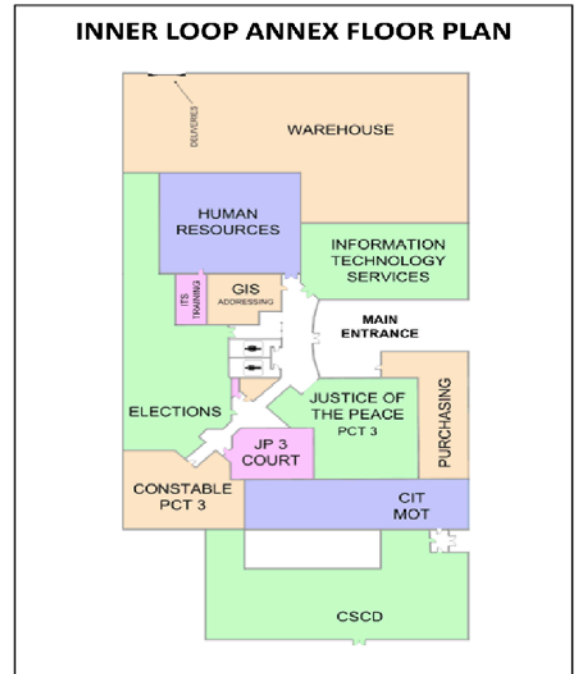 INNER LOOP ANNEX FLOOR PLAN
DELIVERIES
WAREHOUSE
HUMAN
RESOURCES
INFORMATION
TECHNOLOGY
SERVICES
ITS
TRAINING
GIS
ADDRESSING
MAIN
ENTRANCE
ELECTIONS
JUSTICE OF
THE PEACE
PCT 3
PURCHASING
JP 3
COURT
CONSTABLE
PCT 3
CIT
MOT
CSCD